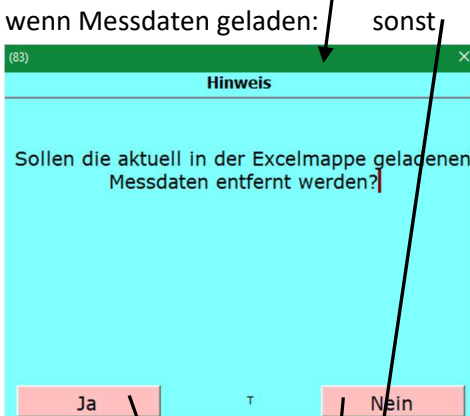 wenn Messdaten geladen: sonst
(83)
Hinweis
Sollen die aktuell in der Excelmappe geladenen
Messdaten entfernt werden?
Ja T Nein